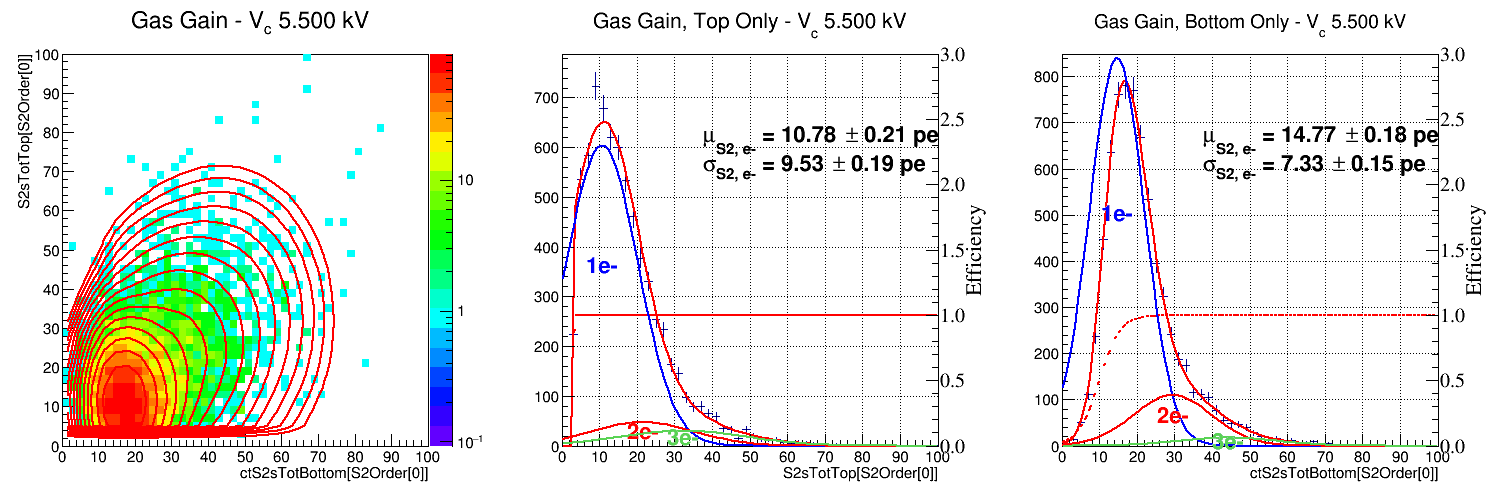 Gas Gain - Vc 5.500 kV
S2sTotTop[S2Order[0]]
100
90
80
70
60
50
40
30
20
10
0
0 10 20 30 40 50 60 70 80 90 100
ctS2sTotBottom[S2Order[0]]
10
1
10⁻¹
Gas Gain, Top Only - Vc 5.500 kV
700
600
500
400
300
200
100
0
μS2, e- = 10.78 ± 0.21 pe
σS2, e- = 9.53 ± 0.19 pe
1e-
2e-
3e-
3.0
2.5
2.0
1.5
1.0
0.5
0.0
Efficiency
0 10 20 30 40 50 60 70 80 90 100
S2sTotTop[S2Order[0]]
Gas Gain, Bottom Only - Vc 5.500 kV
800
700
600
500
400
300
200
100
0
μS2, e- = 14.77 ± 0.18 pe
σS2, e- = 7.33 ± 0.15 pe
1e-
2e-
3e-
3.0
2.5
2.0
1.5
1.0
0.5
0.0
Efficiency
0 10 20 30 40 50 60 70 80 90 100
ctS2sTotBottom[S2Order[0]]